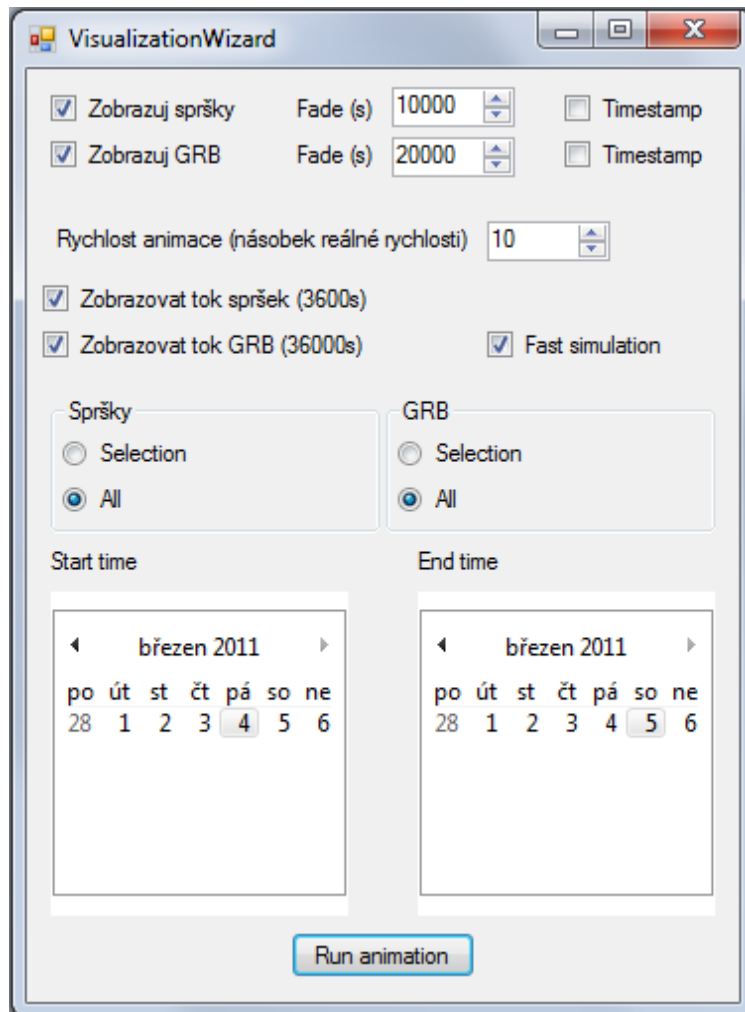 VisualizationWizard
Zobrazuj spršky Fade (s) 10000 Timestamp
Zobrazuj GRB Fade (s) 20000 Timestamp
Rychlost animace (násobek reálné rychlosti) 10
Zobrazovat tok spršek (3600s)
Zobrazovat tok GRB (36000s) Fast simulation
Spršky GRB
Selection Selection
All All
Start time End time
březen 2011 březen 2011
po út st čt pá so ne po út st čt pá so ne
28 1 2 3 4 5 6 28 1 2 3 4 5 6
Run animation